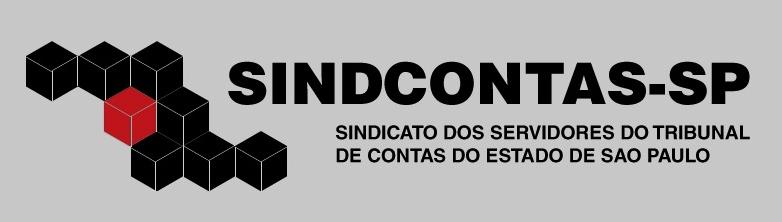 SINDCONTAS-SP
SINDICATO DOS SERVIDORES DO TRIBUNAL
DE CONTAS DO ESTADO DE SAO PAULO